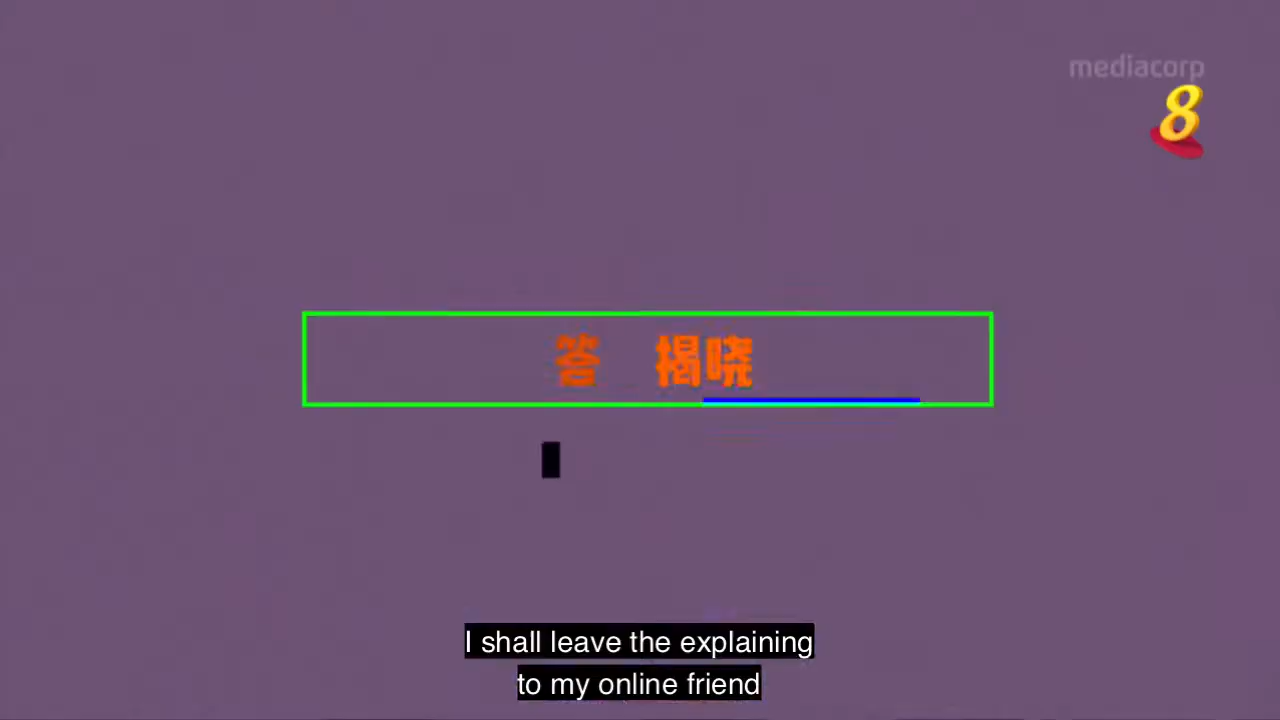 mediacorp
8
答 揭晓
I shall leave the explaining
to my online friend